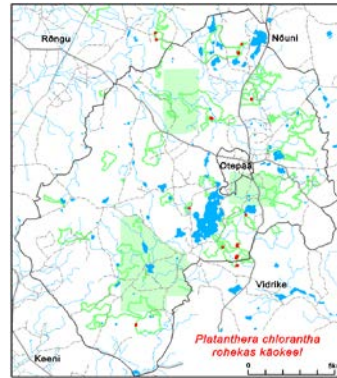 Rõngu
Nõuni
Otepää
Vidrike
Platanthera chlorantha
rohekas käokeel
Keeni
0